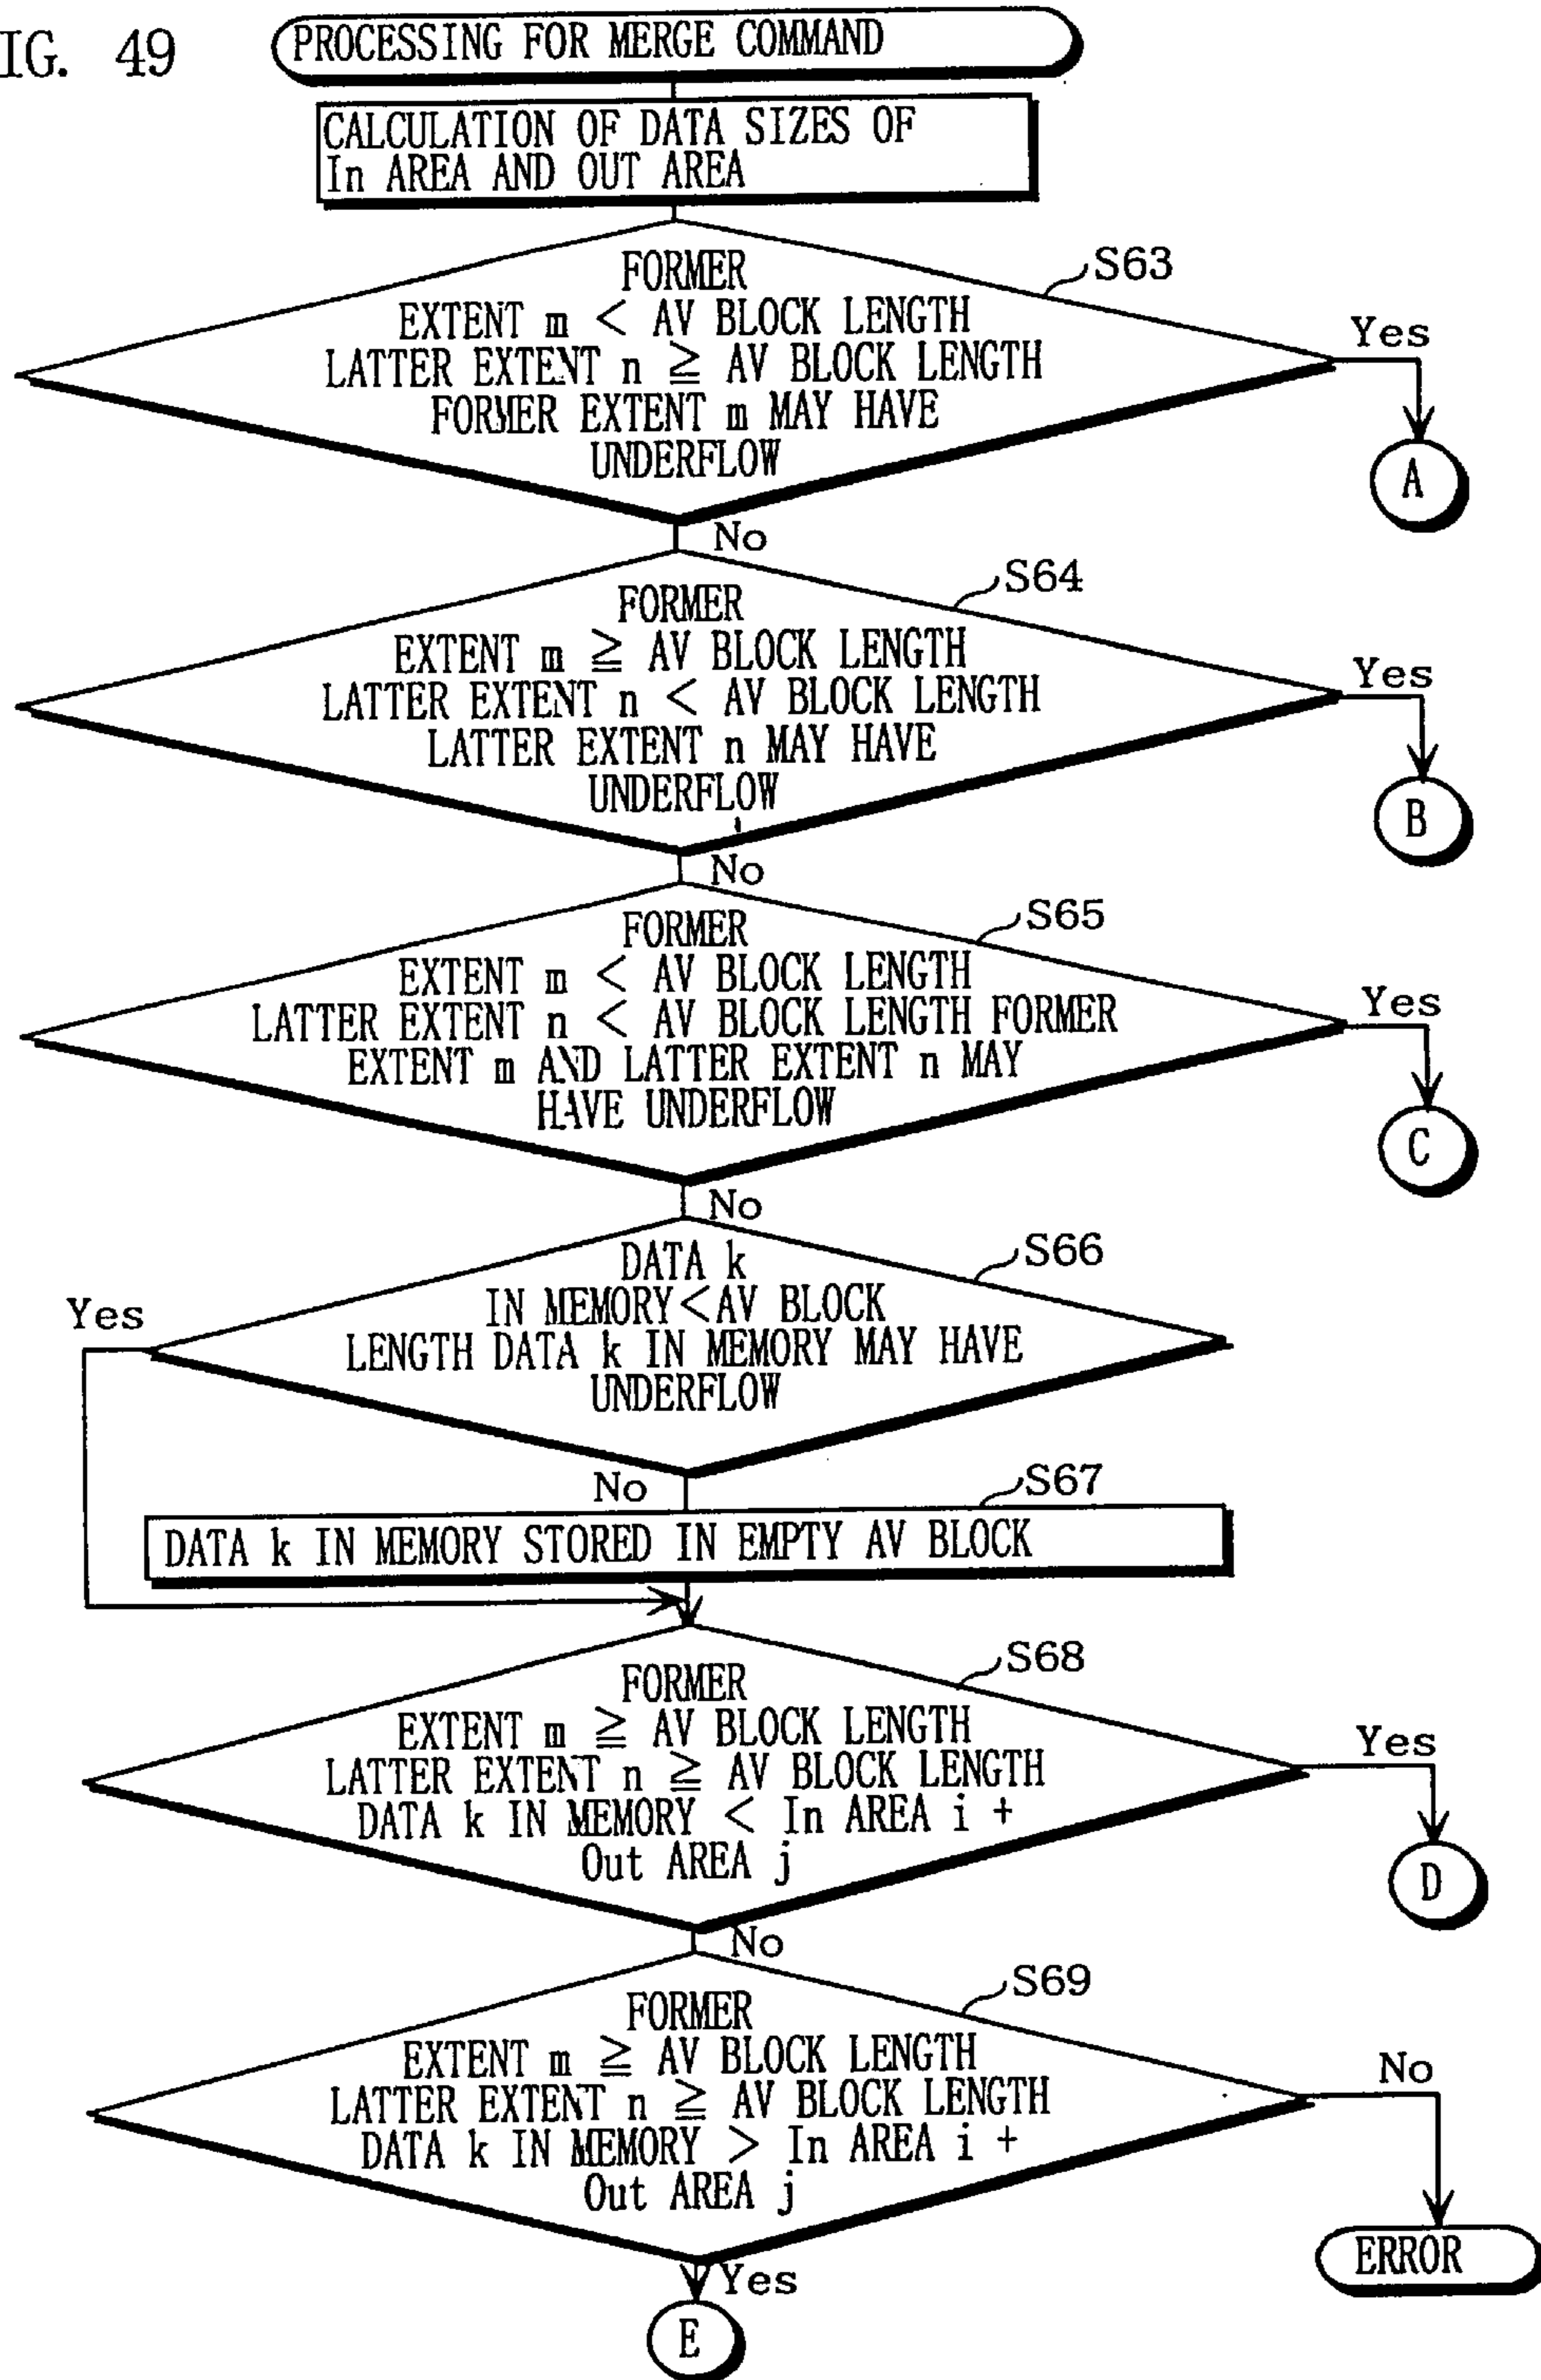 IG. 49
PROCESSING FOR MERGE COMMAND
CALCULATION OF DATA SIZES OF
In AREA AND OUT AREA
FORMER
EXTENT m < AV BLOCK LENGTH
LATTER EXTENT n ≧ AV BLOCK LENGTH
FORMER EXTENT m MAY HAVE
UNDERFLOW
S63
Yes
A
No
FORMER
EXTENT m ≧ AV BLOCK LENGTH
LATTER EXTENT n < AV BLOCK LENGTH
LATTER EXTENT n MAY HAVE
UNDERFLOW
S64
Yes
B
No
FORMER
EXTENT m < AV BLOCK LENGTH
LATTER EXTENT n < AV BLOCK LENGTH FORMER
EXTENT m AND LATTER EXTENT n MAY
HAVE UNDERFLOW
S65
Yes
C
No
DATA k
IN MEMORY<AV BLOCK
LENGTH DATA k IN MEMORY MAY HAVE
UNDERFLOW
S66
Yes
No
S67
DATA k IN MEMORY STORED IN EMPTY AV BLOCK
FORMER
EXTENT m ≧ AV BLOCK LENGTH
LATTER EXTENT n ≧ AV BLOCK LENGTH
DATA k IN MEMORY < In AREA i +
Out AREA j
S68
Yes
D
No
FORMER
EXTENT m ≧ AV BLOCK LENGTH
LATTER EXTENT n ≧ AV BLOCK LENGTH
DATA k IN MEMORY > In AREA i +
Out AREA j
S69
No
ERROR
Yes
E